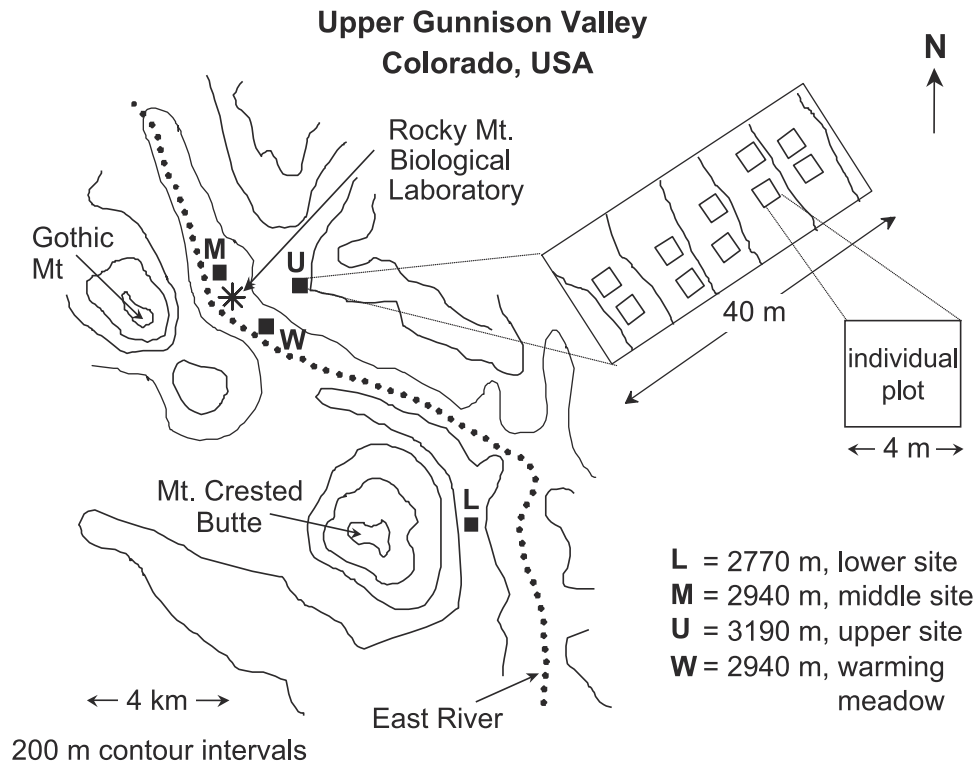 Upper Gunnison Valley
Colorado, USA
N
Rocky Mt.
Biological
Laboratory
Gothic
Mt
M
U
W
40 m
individual
plot
4 m
Mt. Crested
Butte
L
L = 2770 m, lower site
M = 2940 m, middle site
U = 3190 m, upper site
W = 2940 m, warming
meadow
4 km
East River
200 m contour intervals